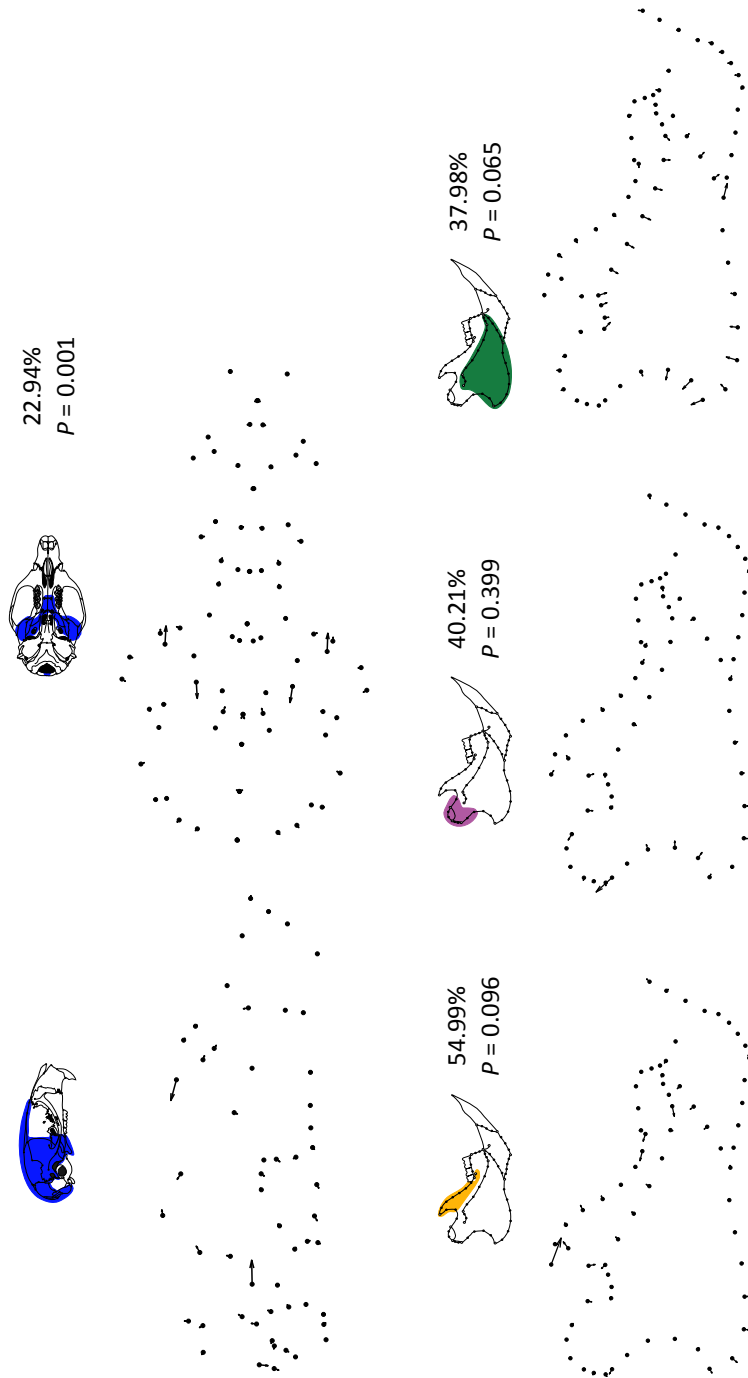 22.94%
P = 0.001
54.99%
P = 0.096
40.21%
P = 0.399
37.98%
P = 0.065